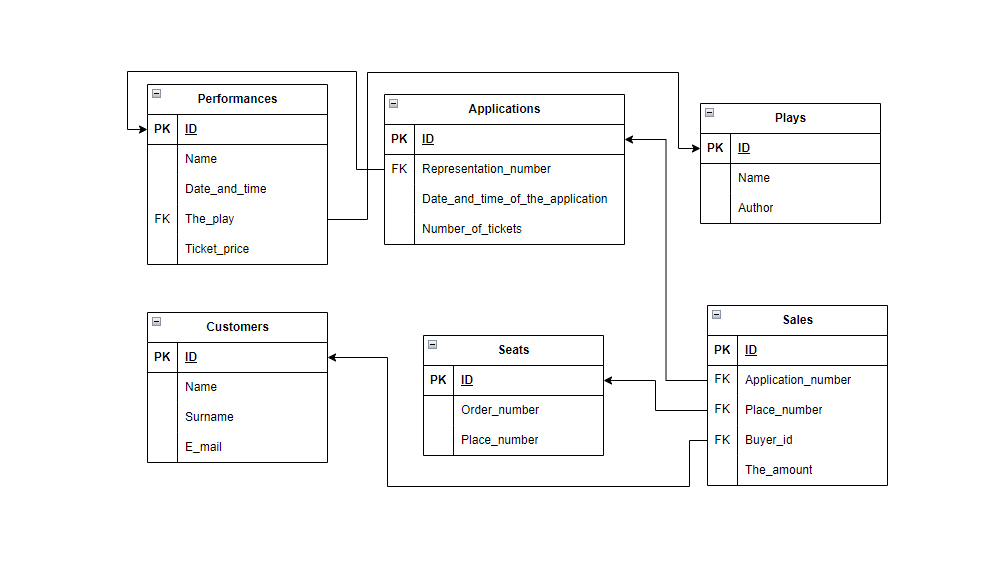 Performances
PK ID
Name
Date_and_time
FK The_play
Ticket_price
Applications
PK ID
FK Representation_number
Date_and_time_of_the_application
Number_of_tickets
Plays
PK ID
Name
Author
Customers
PK ID
Name
Surname
E_mail
Seats
PK ID
Order_number
Place_number
Sales
PK ID
FK Application_number
FK Place_number
FK Buyer_id
The_amount